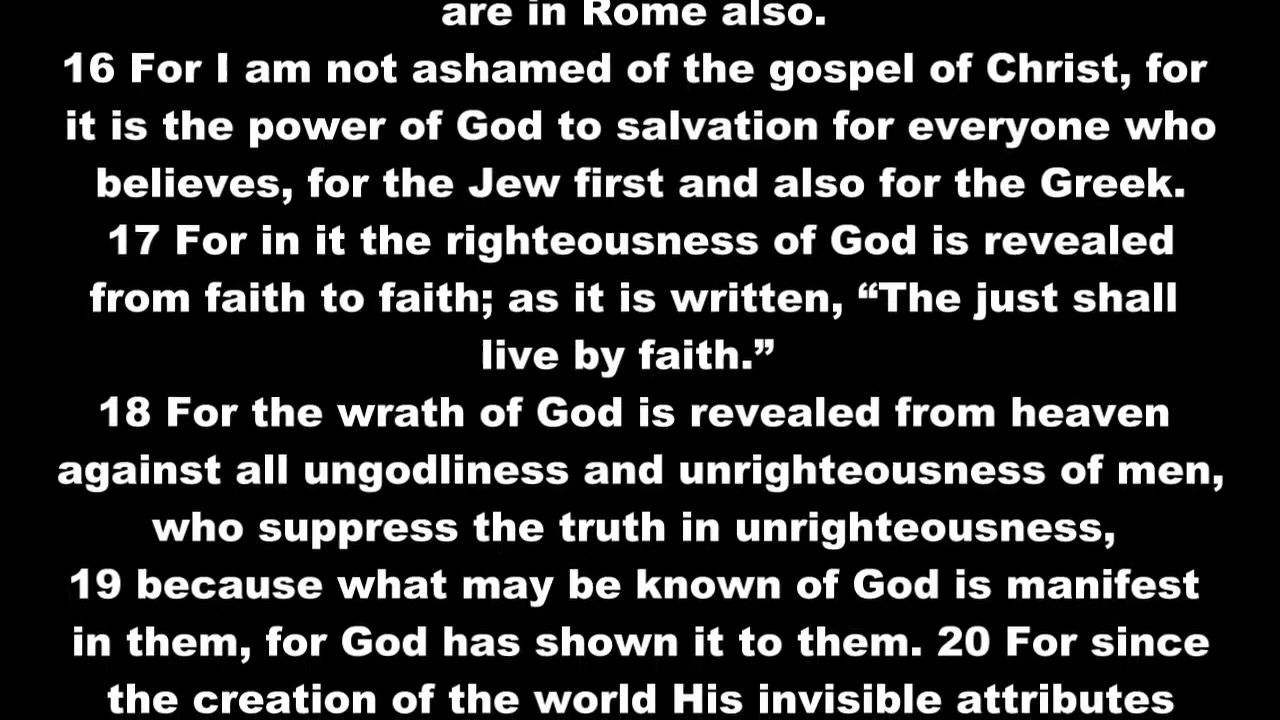 are in Rome also.
16 For I am not ashamed of the gospel of Christ, for
it is the power of God to salvation for everyone who
believes, for the Jew first and also for the Greek.
17 For in it the righteousness of God is revealed
from faith to faith; as it is written, “The just shall
live by faith.”
18 For the wrath of God is revealed from heaven
against all ungodliness and unrighteousness of men,
who suppress the truth in unrighteousness,
19 because what may be known of God is manifest
in them, for God has shown it to them. 20 For since
the creation of the world His invisible attributes